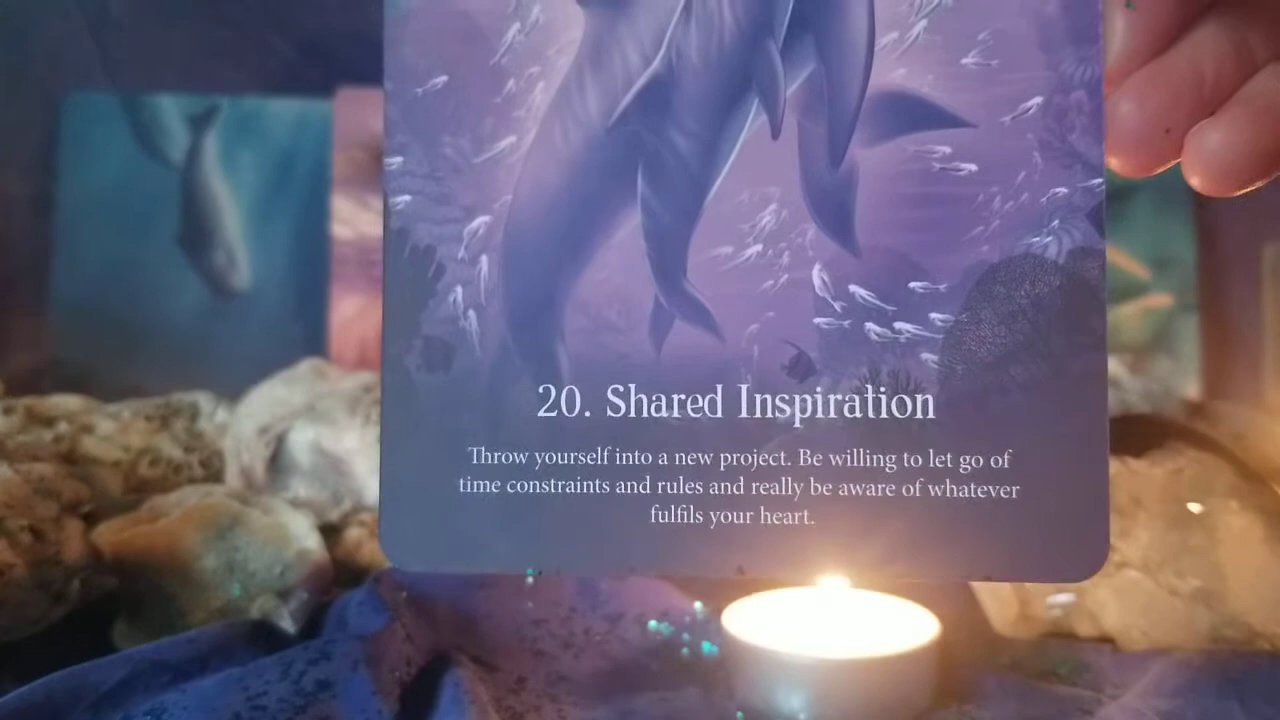 20. Shared Inspiration
Throw yourself into a new project. Be willing to let go of
time constraints and rules and really be aware of whatever
fulfils your heart.